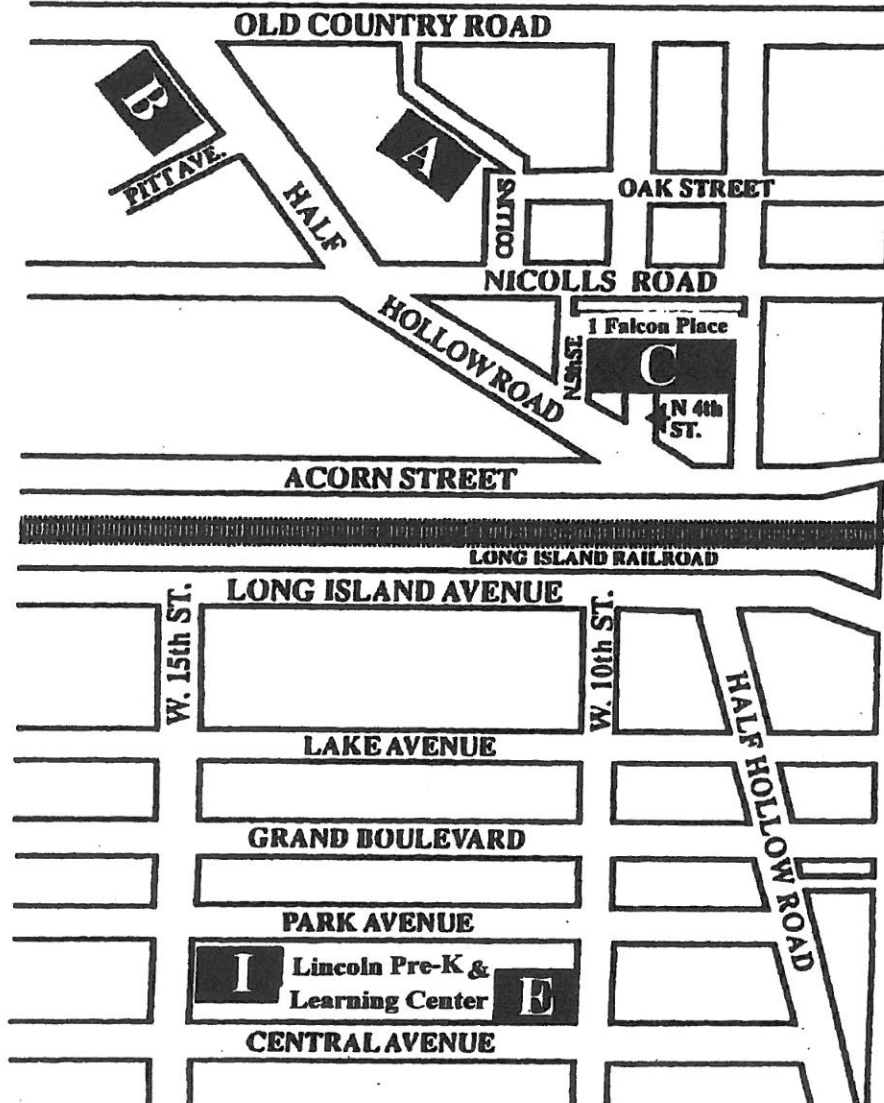 OLD COUNTRY ROAD
B
A
PITT AVE.
HALF
COLLINS
OAK STREET
NICOLLS ROAD
HOLLOW ROAD
1 Falcon Place
C
N 4th
ST.
ACORN STREET
LONG ISLAND RAILROAD
LONG ISLAND AVENUE
W. 15th ST.
W. 10th ST.
LAKE AVENUE
HALF HOLLOW ROAD
GRAND BOULEVARD
PARK AVENUE
I
Lincoln Pre-K &
Learning Center
E
CENTRAL AVENUE